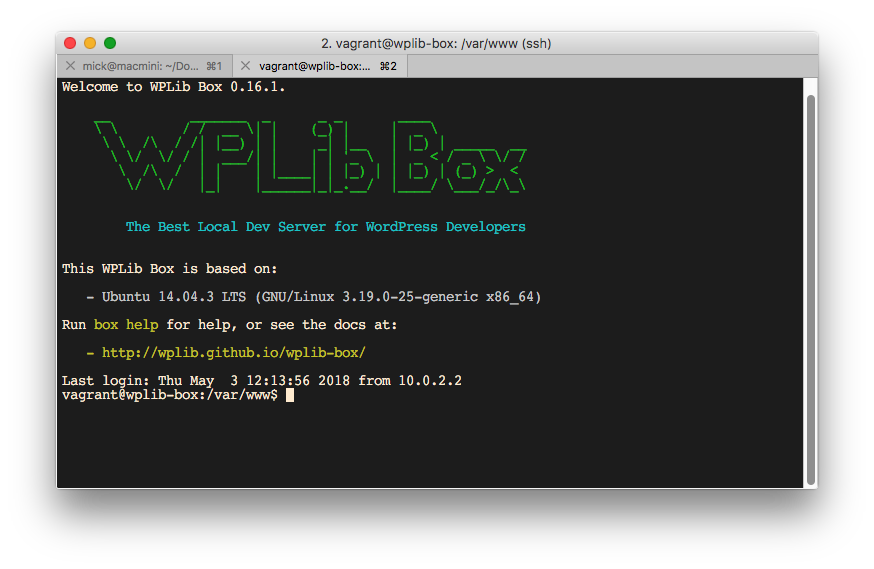 2. vagrant@wplib-box: /var/www (ssh)
mick@macmini: ~/Do... ⌘1
vagrant@wplib-box:... ⌘2
Welcome to WPLib Box 0.16.1.
WPLib Box
The Best Local Dev Server for WordPress Developers
This WPLib Box is based on:
- Ubuntu 14.04.3 LTS (GNU/Linux 3.19.0-25-generic x86_64)
Run box help for help, or see the docs at:
- http://wplib.github.io/wplib-box/
Last login: Thu May  3 12:13:56 2018 from 10.0.2.2
vagrant@wplib-box:/var/www$